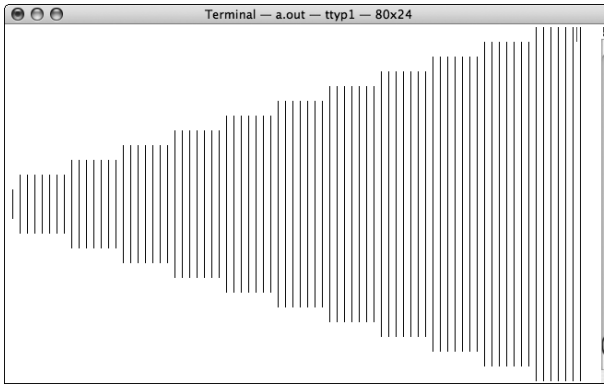 Terminal — a.out — ttyp1 — 80x24